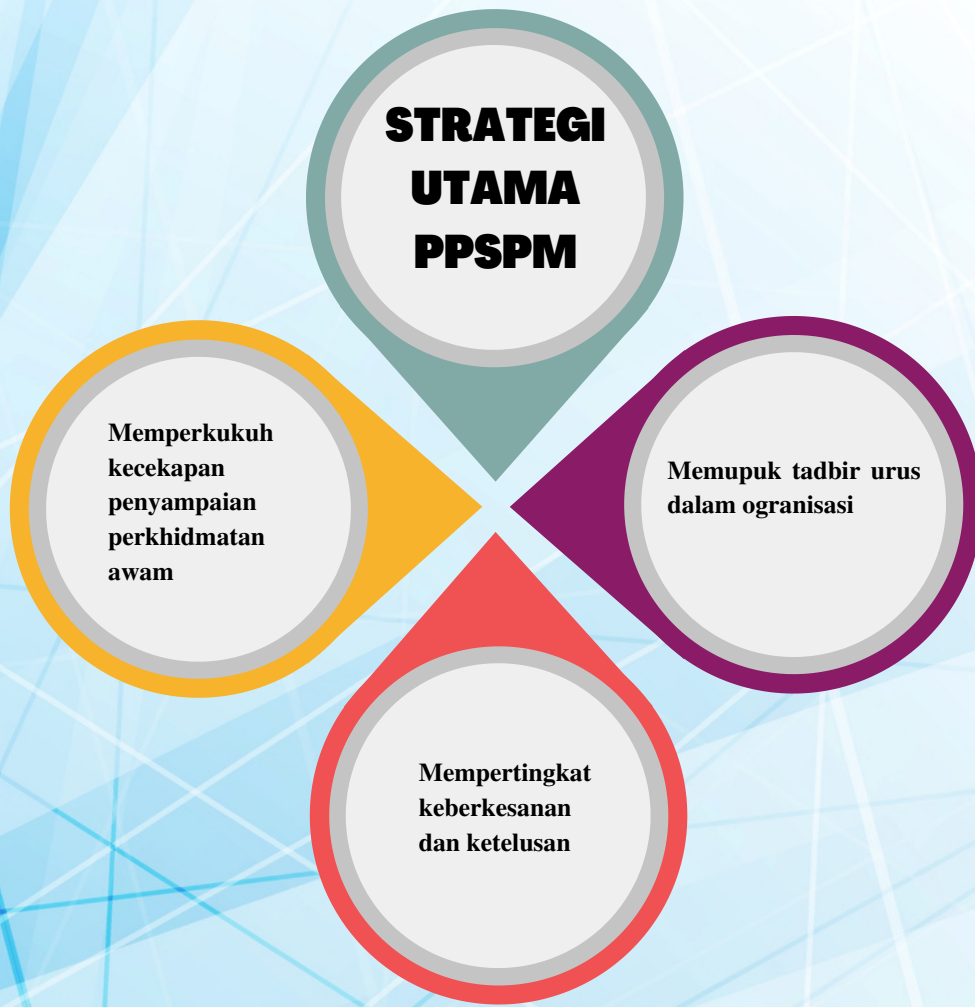 STRATEGI
UTAMA
PPSPM
Memperkukuh
kecekapan
penyampaian
perkhidmatan
awam
Memupuk tadbir urus
dalam ogranisasi
Mempertingkat
keberkesanan
dan ketelusan